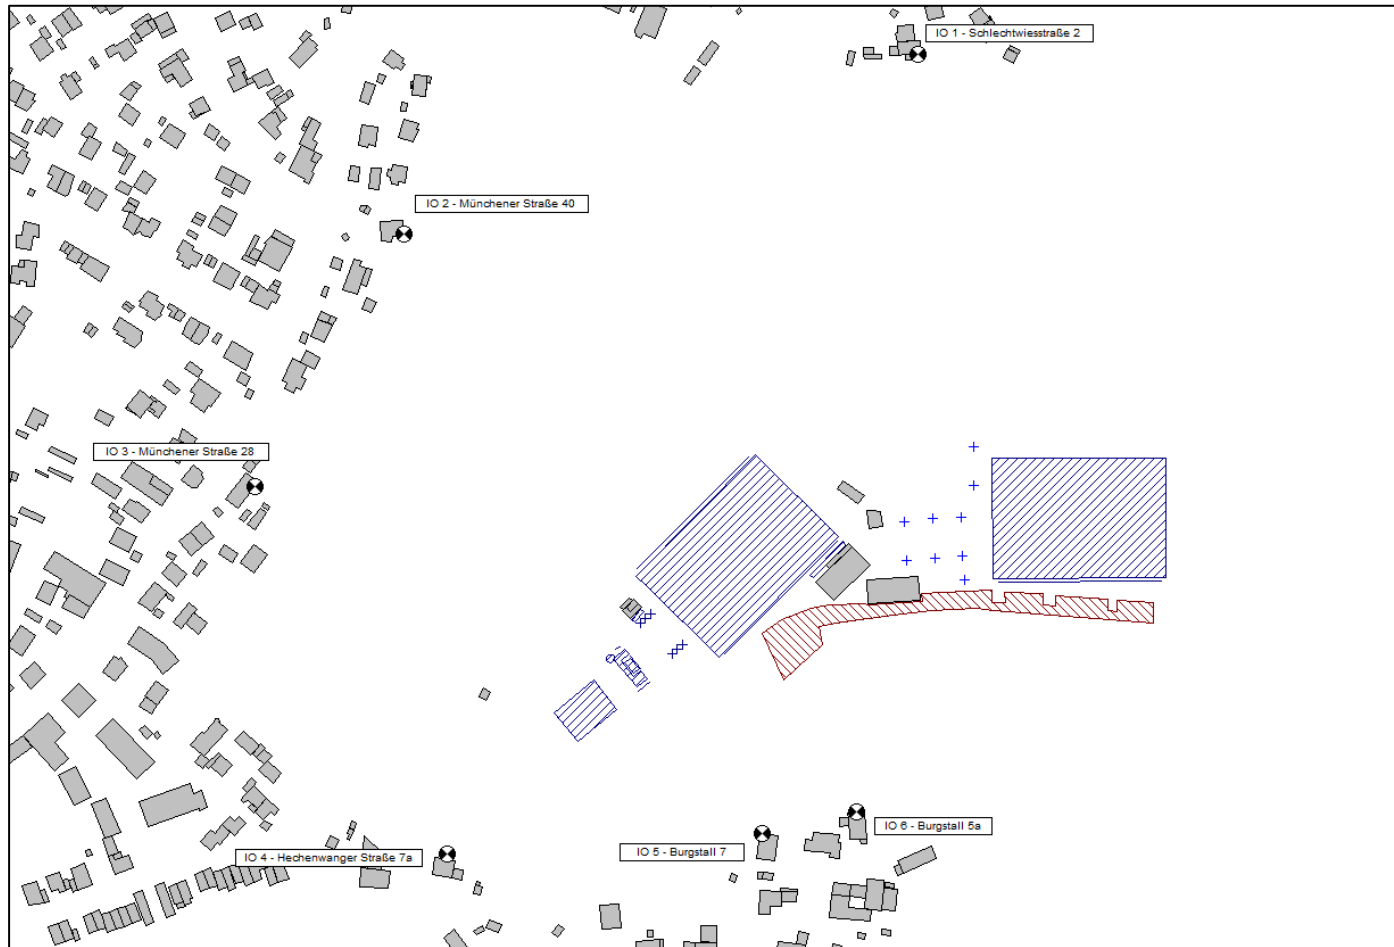 IO 1 - Schlechtwiesstraße 2
IO 2 - Münchener Straße 40
IO 3 - Münchener Straße 28
IO 4 - Hechenwanger Straße 7a
IO 5 - Burgstall 7
IO 6 - Burgstall 5a